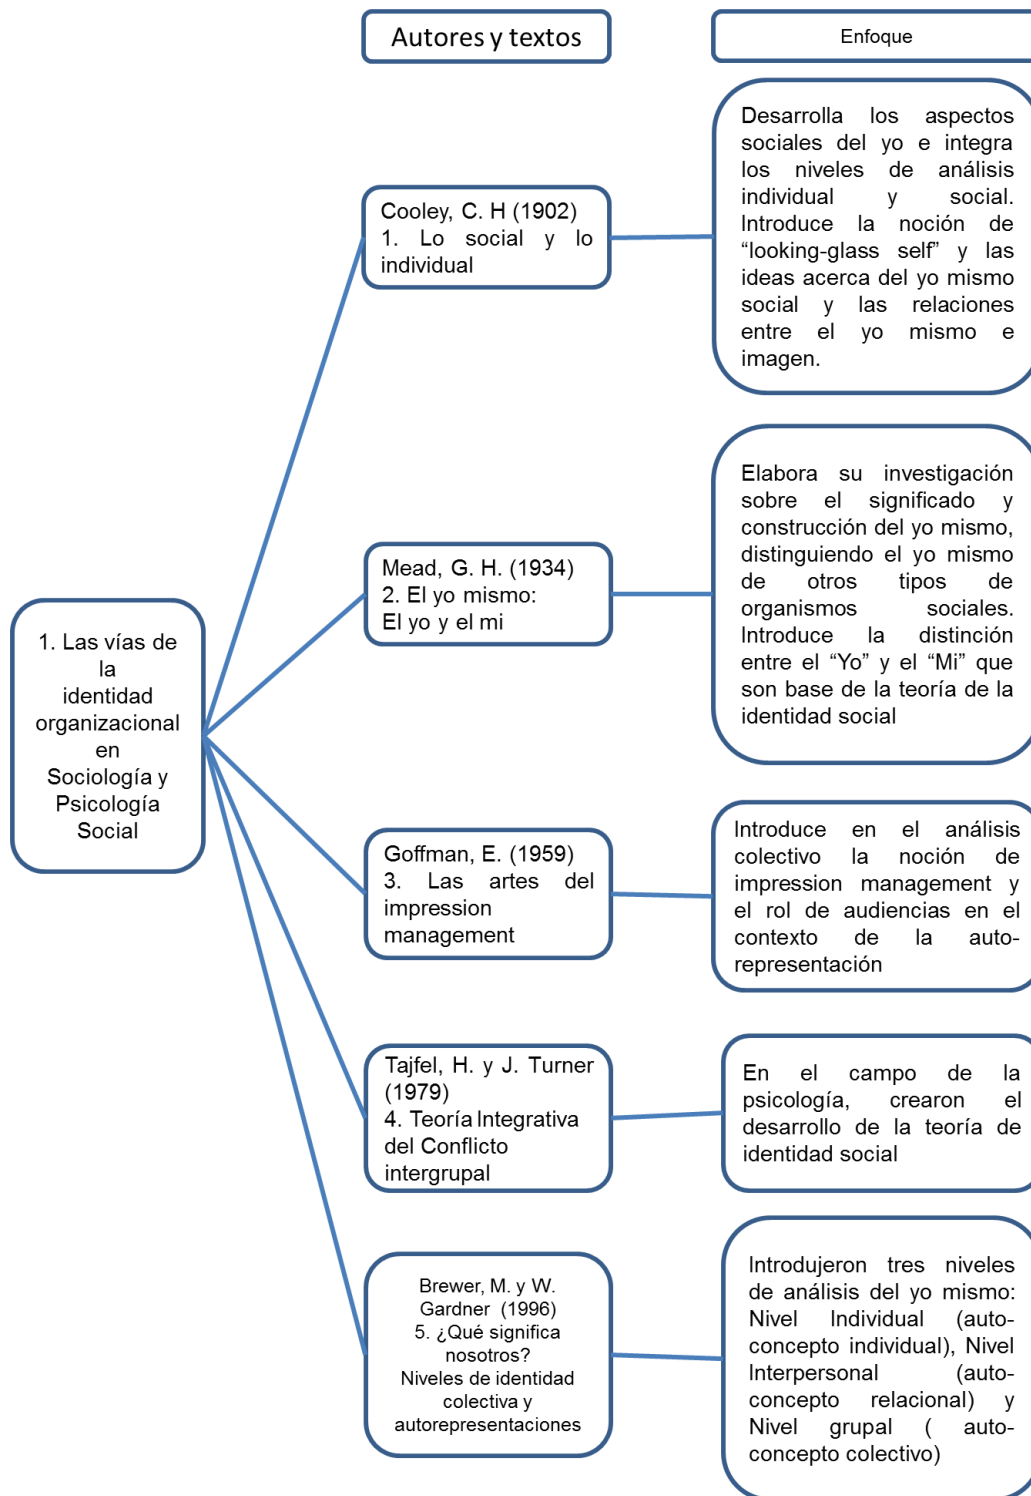 Autores y textos
Enfoque
1. Las vías de
la
identidad
organizacional
en
Sociología y
Psicología
Social
Cooley, C. H (1902)
1. Lo social y lo
individual
Desarrolla los aspectos
sociales del yo e integra
los niveles de análisis
individual y social.
Introduce la noción de
“looking-glass self” y las
ideas acerca del yo mismo
social y las relaciones
entre el yo mismo e
imagen.
Mead, G. H. (1934)
2. El yo mismo:
El yo y el mi
Elabora su investigación
sobre el significado y
construcción del yo mismo,
distinguiendo el yo mismo
de otros tipos de
organismos sociales.
Introduce la distinción
entre el “Yo” y el “Mi” que
son base de la teoría de la
identidad social
Goffman, E. (1959)
3. Las artes del
impression
management
Introduce en el análisis
colectivo la noción de
impression management y
el rol de audiencias en el
contexto de la auto-
representación
Tajfel, H. y J. Turner
(1979)
4. Teoría Integrativa
del Conflicto
intergrupal
En el campo de la
psicología, crearon el
desarrollo de la teoría de
identidad social
Brewer, M. y W.
Gardner (1996)
5. ¿Qué significa
nosotros?
Niveles de identidad
colectiva y
autorepresentaciones
Introdujeron tres niveles
de análisis del yo mismo:
Nivel Individual (auto-
concepto individual), Nivel
Interpersonal (auto-
concepto relacional) y
Nivel grupal ( auto-
concepto colectivo)